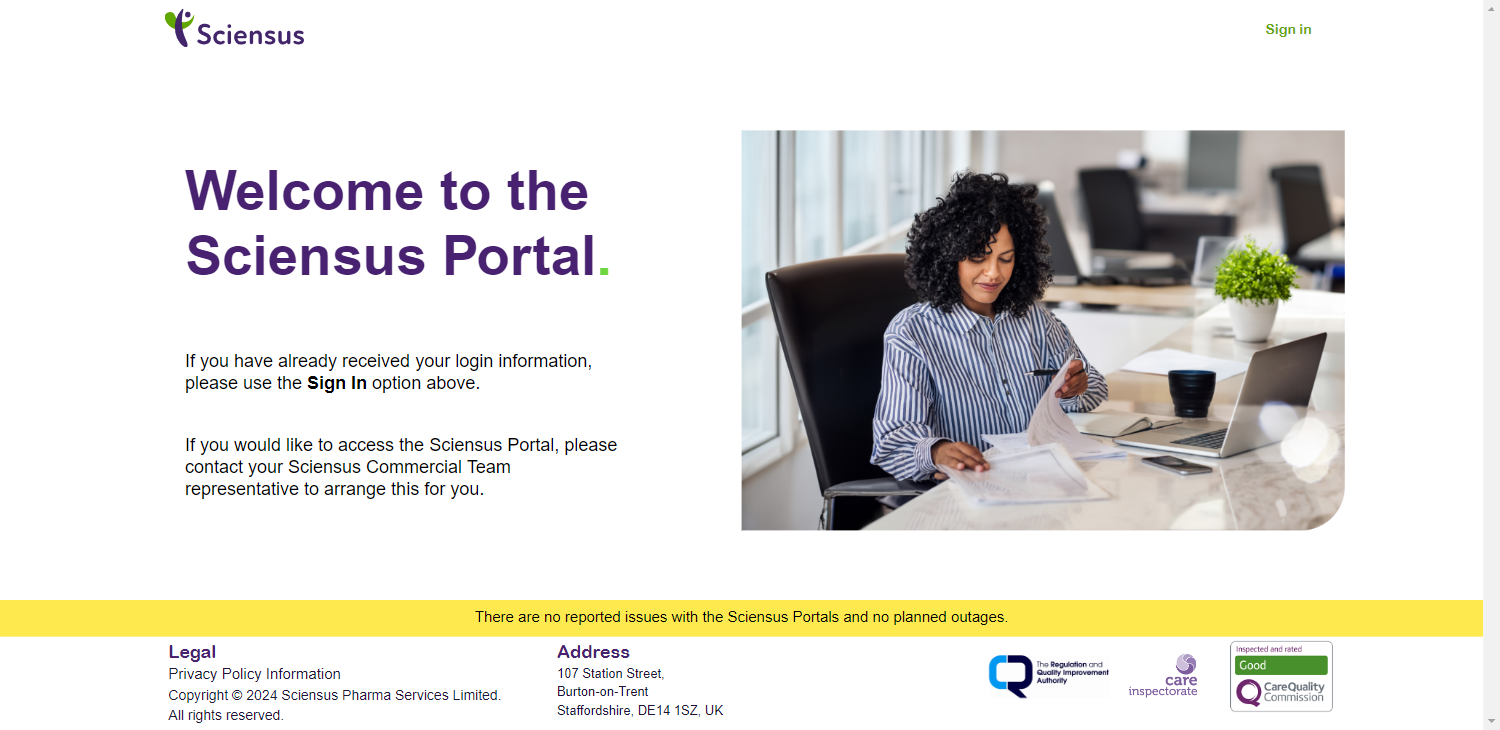 Sciensus
Sign in
Welcome to the
Sciensus Portal.
If you have already received your login information,
please use the Sign In option above.
If you would like to access the Sciensus Portal, please
contact your Sciensus Commercial Team
representative to arrange this for you.
There are no reported issues with the Sciensus Portals and no planned outages.
Legal
Privacy Policy Information
Copyright © 2024 Sciensus Pharma Services Limited.
All rights reserved.
Address
107 Station Street,
Burton-on-Trent
Staffordshire, DE14 1SZ, UK
The Regulation and
Quality Improvement
Authority
care
inspectorate
Inspected and rated
Good
CareQuality
Commission